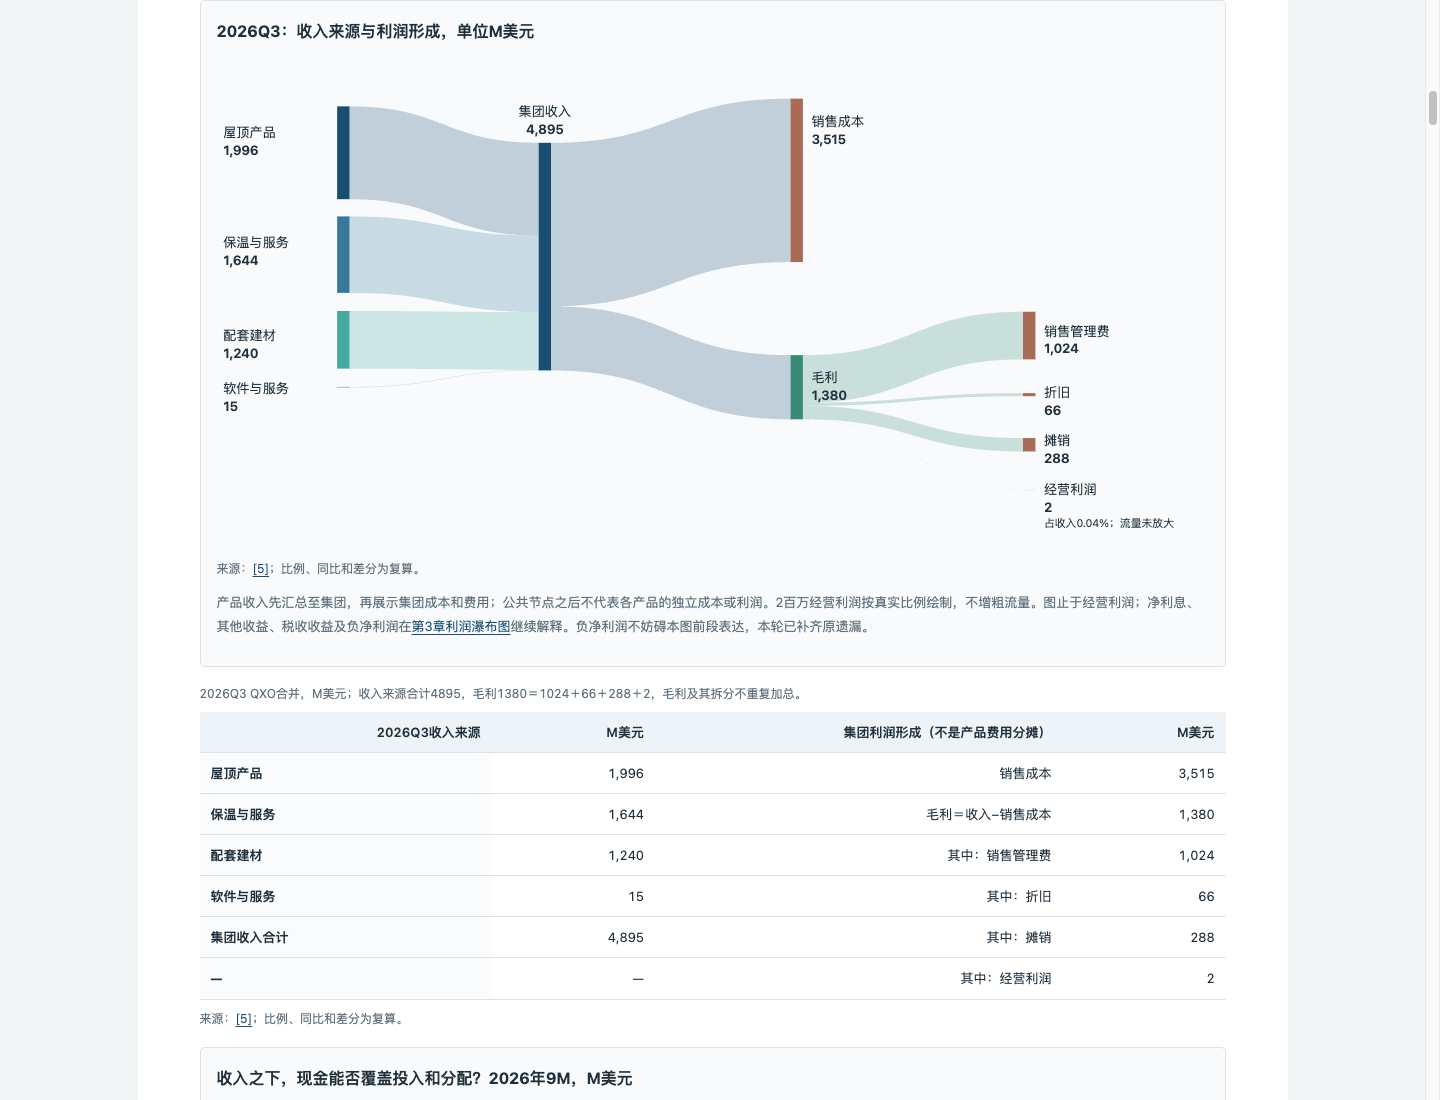 2026Q3：收入来源与利润形成，单位M美元
屋顶产品
1,996
保温与服务
1,644
配套建材
1,240
软件与服务
15
集团收入
4,895
销售成本
3,515
毛利
1,380
销售管理费
1,024
折旧
66
摊销
288
经营利润
2
占收入0.04%；流量未放大
来源：[5]；比例、同比和差分为复算。
产品收入先汇总至集团，再展示集团成本和费用；公共节点之后不代表各产品的独立成本或利润。2百万经营利润按真实比例绘制，不增粗流量。图止于经营利润；净利息、
其他收益、税收收益及负净利润在第3章利润瀑布图继续解释。负净利润不妨碍本图前段表达，本轮已补齐原遗漏。
2026Q3 QXO合并，M美元；收入来源合计4895，毛利1380＝1024＋66＋288＋2，毛利及其拆分不重复加总。
2026Q3收入来源 M美元 集团利润形成（不是产品费用分摊） M美元
屋顶产品 1,996 销售成本 3,515
保温与服务 1,644 毛利＝收入−销售成本 1,380
配套建材 1,240 其中：销售管理费 1,024
软件与服务 15 其中：折旧 66
集团收入合计 4,895 其中：摊销 288
— — 其中：经营利润 2
来源：[5]；比例、同比和差分为复算。
收入之下，现金能否覆盖投入和分配？2026年9M，M美元